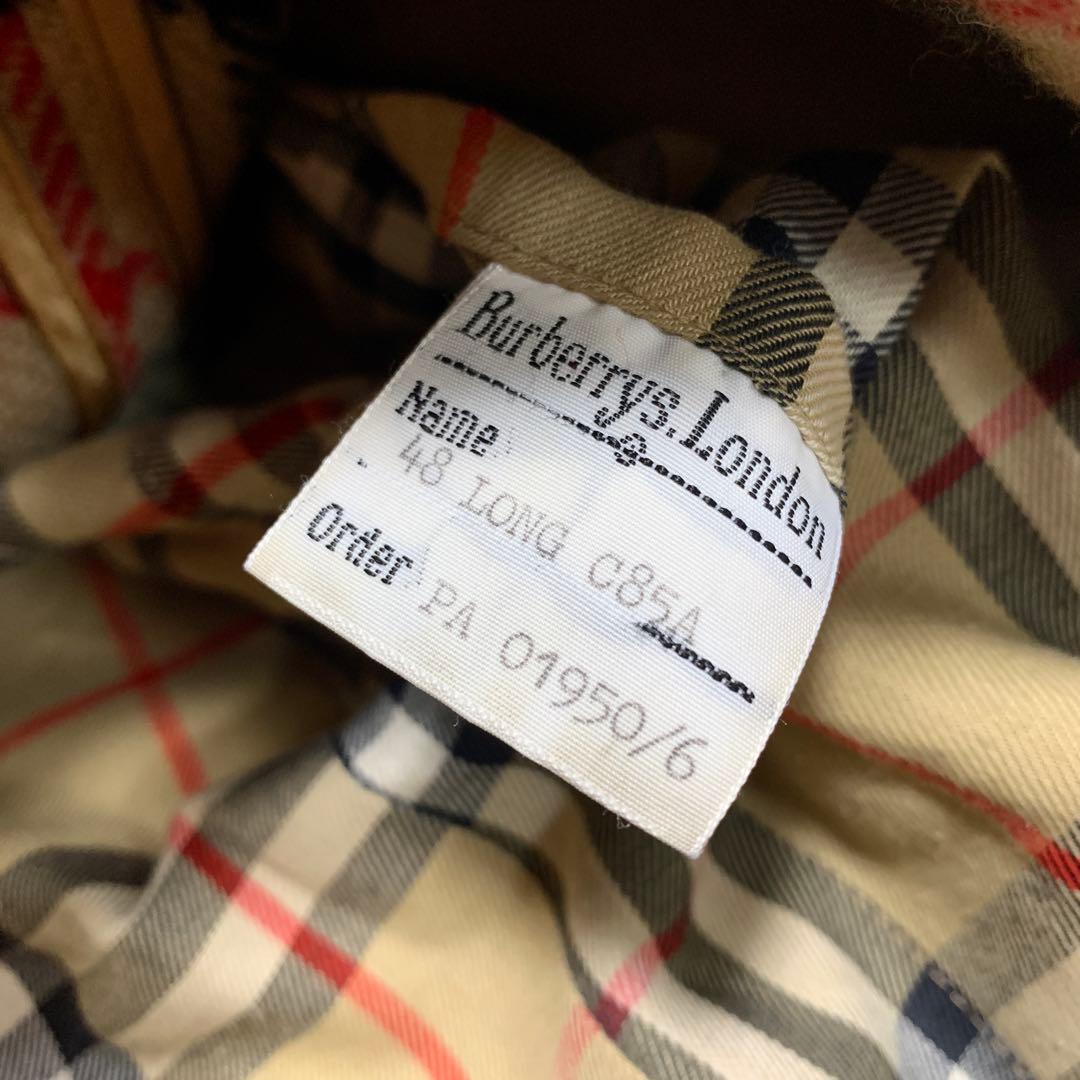 Burberrys.London
Name
48 LONG C85A
Order PA 01950/6